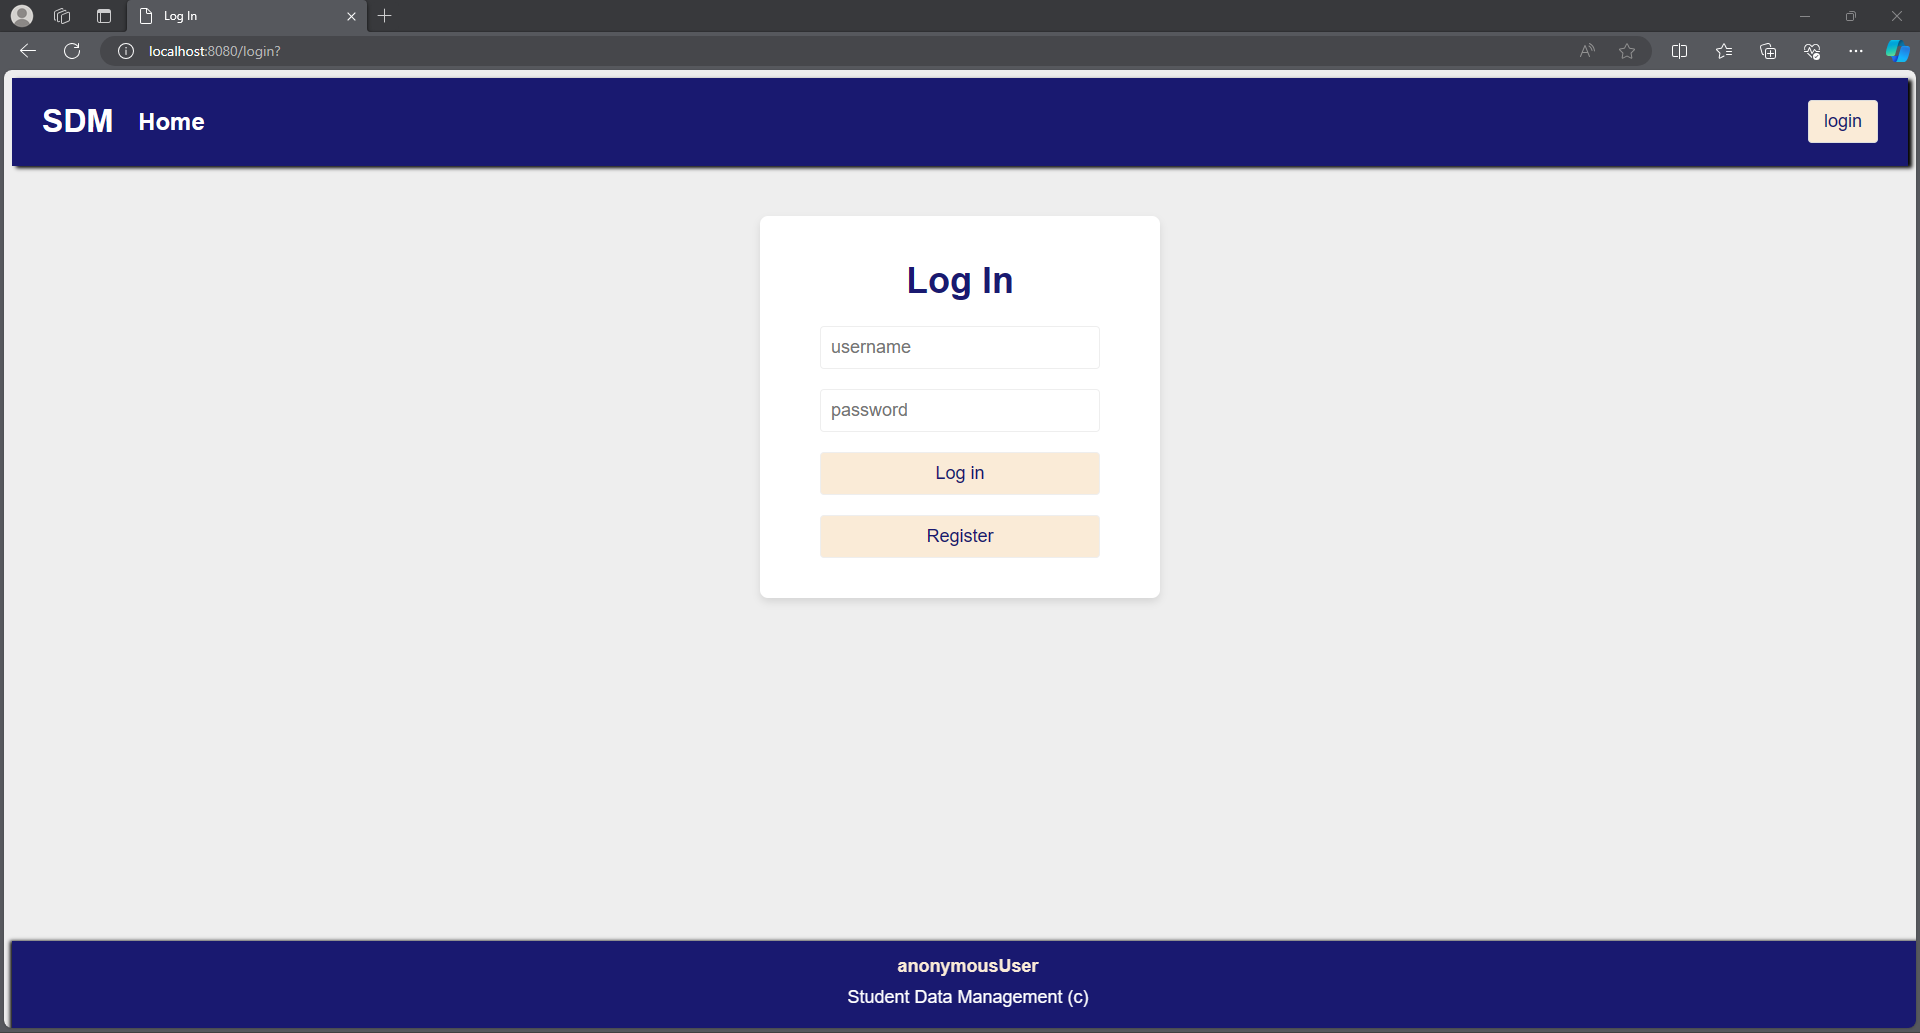 Log In
localhost:8080/login?
SDM Home login
Log In
username
password
Log in
Register
anonymousUser
Student Data Management (c)